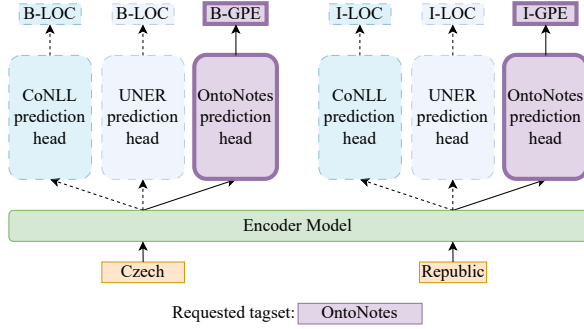 B-LOC B-LOC B-GPE I-LOC I-LOC I-GPE
CoNLL UNER OntoNotes CoNLL UNER OntoNotes
prediction prediction prediction prediction prediction prediction
head head head head head head
Encoder Model
Czech Republic
Requested tagset: OntoNotes